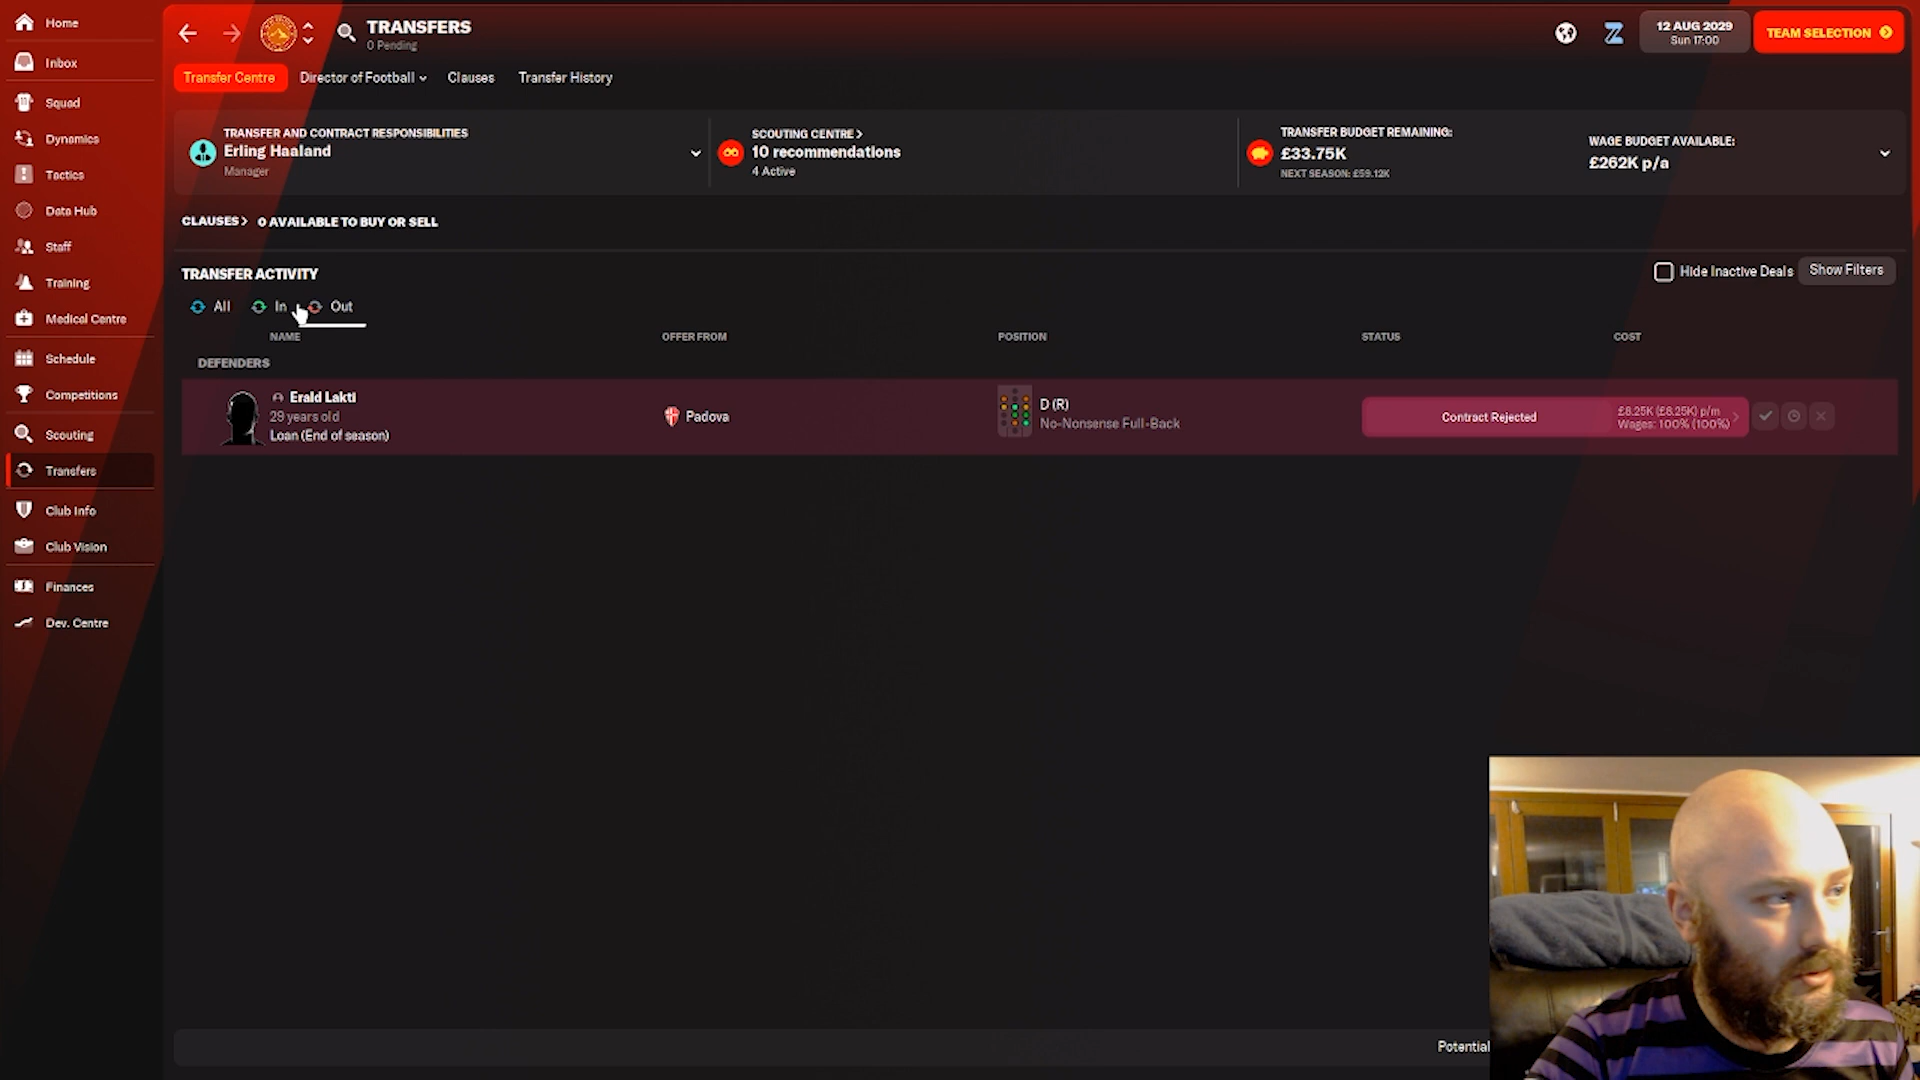 Home
Inbox
Squad
Dynamics
Tactics
Data Hub
Staff
Training
Medical Centre
Schedule
Competitions
Scouting
Transfers
Club Info
Club Vision
Finances
Dev. Centre
TRANSFERS
0 Pending
12 AUG 2029
Sun 17:00
TEAM SELECTION
Transfer Centre
Director of Football
Clauses
Transfer History
TRANSFER AND CONTRACT RESPONSIBILITIES
Erling Haaland
Manager
SCOUTING CENTRE >
10 recommendations
4 Active
TRANSFER BUDGET REMAINING:
£33.75K
NEXT SEASON: £59.12K
WAGE BUDGET AVAILABLE:
£262K p/a
CLAUSES > 0 AVAILABLE TO BUY OR SELL
TRANSFER ACTIVITY
Hide Inactive Deals
Show Filters
All
In
Out
NAME
OFFER FROM
POSITION
STATUS
COST
DEFENDERS
Erald Lakti
29 years old
Loan (End of season)
Padova
D (R)
No-Nonsense Full-Back
Contract Rejected
£8.25K (£8.25K) p/m
Wages: 100% (100%)
Potential